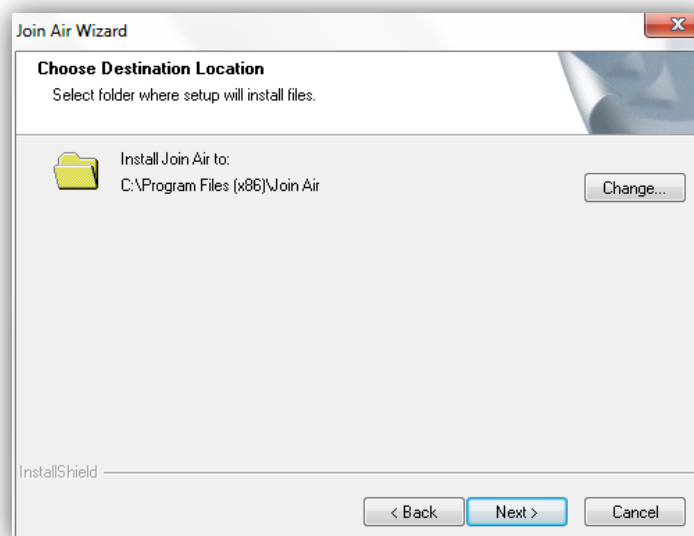 Join Air Wizard
Choose Destination Location
Select folder where setup will install files.
Install Join Air to:
C:\Program Files (x86)\Join Air
Change...
InstallShield
< Back
Next >
Cancel